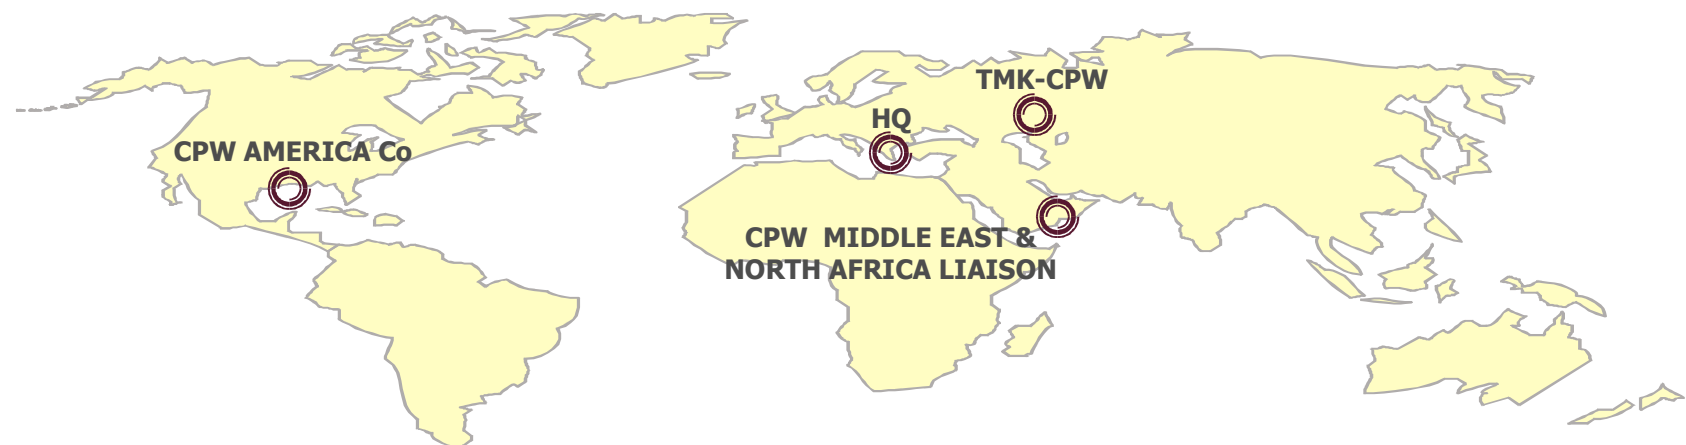 TMK-CPW
HQ
CPW AMERICA Co
CPW MIDDLE EAST &
NORTH AFRICA LIAISON